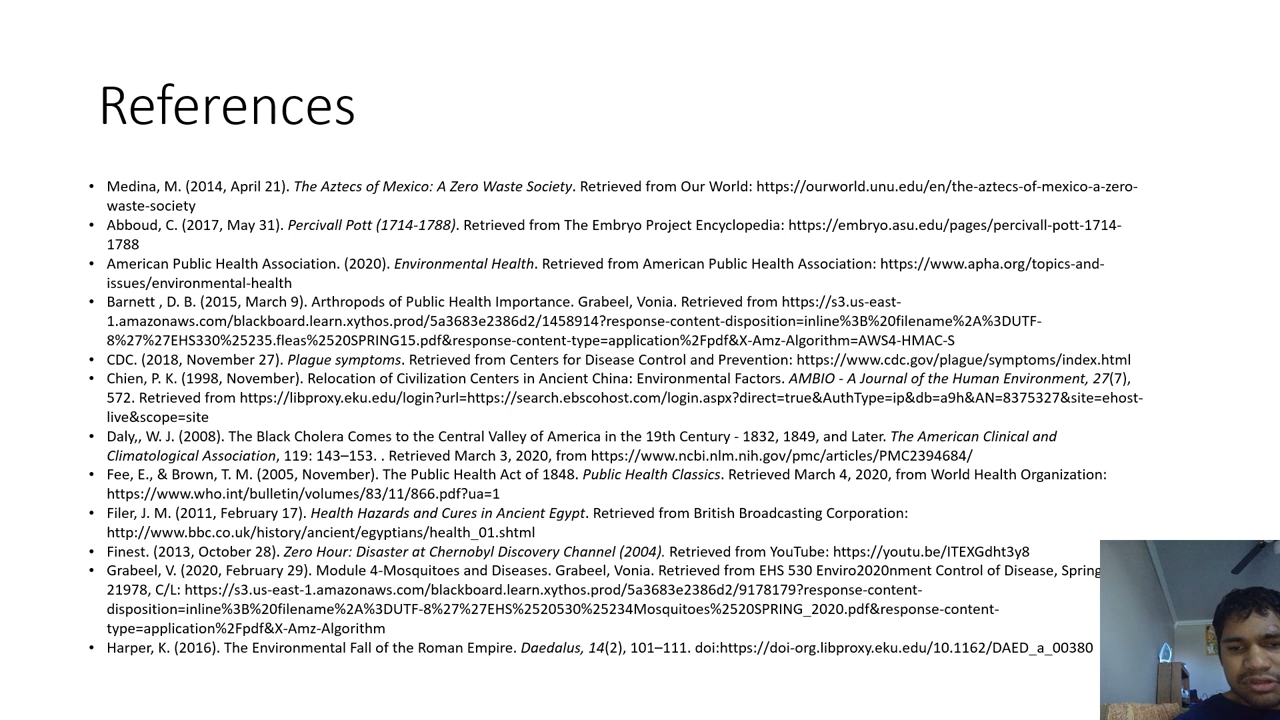 References
• Medina, M. (2014, April 21). The Aztecs of Mexico: A Zero Waste Society. Retrieved from Our World: https://ourworld.unu.edu/en/the-aztecs-of-mexico-a-zero-
waste-society
• Abboud, C. (2017, May 31). Percivall Pott (1714-1788). Retrieved from The Embryo Project Encyclopedia: https://embryo.asu.edu/pages/percivall-pott-1714-
1788
• American Public Health Association. (2020). Environmental Health. Retrieved from American Public Health Association: https://www.apha.org/topics-and-
issues/environmental-health
• Barnett , D. B. (2015, March 9). Arthropods of Public Health Importance. Grabeel, Vonia. Retrieved from https://s3.us-east-
1.amazonaws.com/blackboard.learn.xythos.prod/5a3683e2386d2/1458914?response-content-disposition=inline%3B%20filename%2A%3DUTF-
8%27%27EHS330%25235.fleas%2520SPRING15.pdf&response-content-type=application%2Fpdf&X-Amz-Algorithm=AWS4-HMAC-S
• CDC. (2018, November 27). Plague symptoms. Retrieved from Centers for Disease Control and Prevention: https://www.cdc.gov/plague/symptoms/index.html
• Chien, P. K. (1998, November). Relocation of Civilization Centers in Ancient China: Environmental Factors. AMBIO - A Journal of the Human Environment, 27(7),
572. Retrieved from https://libproxy.eku.edu/login?url=https://search.ebscohost.com/login.aspx?direct=true&AuthType=ip&db=a9h&AN=8375327&site=ehost-
live&scope=site
• Daly,, W. J. (2008). The Black Cholera Comes to the Central Valley of America in the 19th Century - 1832, 1849, and Later. The American Clinical and
Climatological Association, 119: 143–153. . Retrieved March 3, 2020, from https://www.ncbi.nlm.nih.gov/pmc/articles/PMC2394684/
• Fee, E., & Brown, T. M. (2005, November). The Public Health Act of 1848. Public Health Classics. Retrieved March 4, 2020, from World Health Organization:
https://www.who.int/bulletin/volumes/83/11/866.pdf?ua=1
• Filer, J. M. (2011, February 17). Health Hazards and Cures in Ancient Egypt. Retrieved from British Broadcasting Corporation:
http://www.bbc.co.uk/history/ancient/egyptians/health_01.shtml
• Finest. (2013, October 28). Zero Hour: Disaster at Chernobyl Discovery Channel (2004). Retrieved from YouTube: https://youtu.be/ITEXGdht3y8
• Grabeel, V. (2020, February 29). Module 4-Mosquitoes and Diseases. Grabeel, Vonia. Retrieved from EHS 530 Enviro2020nment Control of Disease, Spring
21978, C/L: https://s3.us-east-1.amazonaws.com/blackboard.learn.xythos.prod/5a3683e2386d2/9178179?response-content-
disposition=inline%3B%20filename%2A%3DUTF-8%27%27EHS%2520530%25234Mosquitoes%2520SPRING_2020.pdf&response-content-
type=application%2Fpdf&X-Amz-Algorithm
• Harper, K. (2016). The Environmental Fall of the Roman Empire. Daedalus, 14(2), 101–111. doi:https://doi-org.libproxy.eku.edu/10.1162/DAED_a_00380